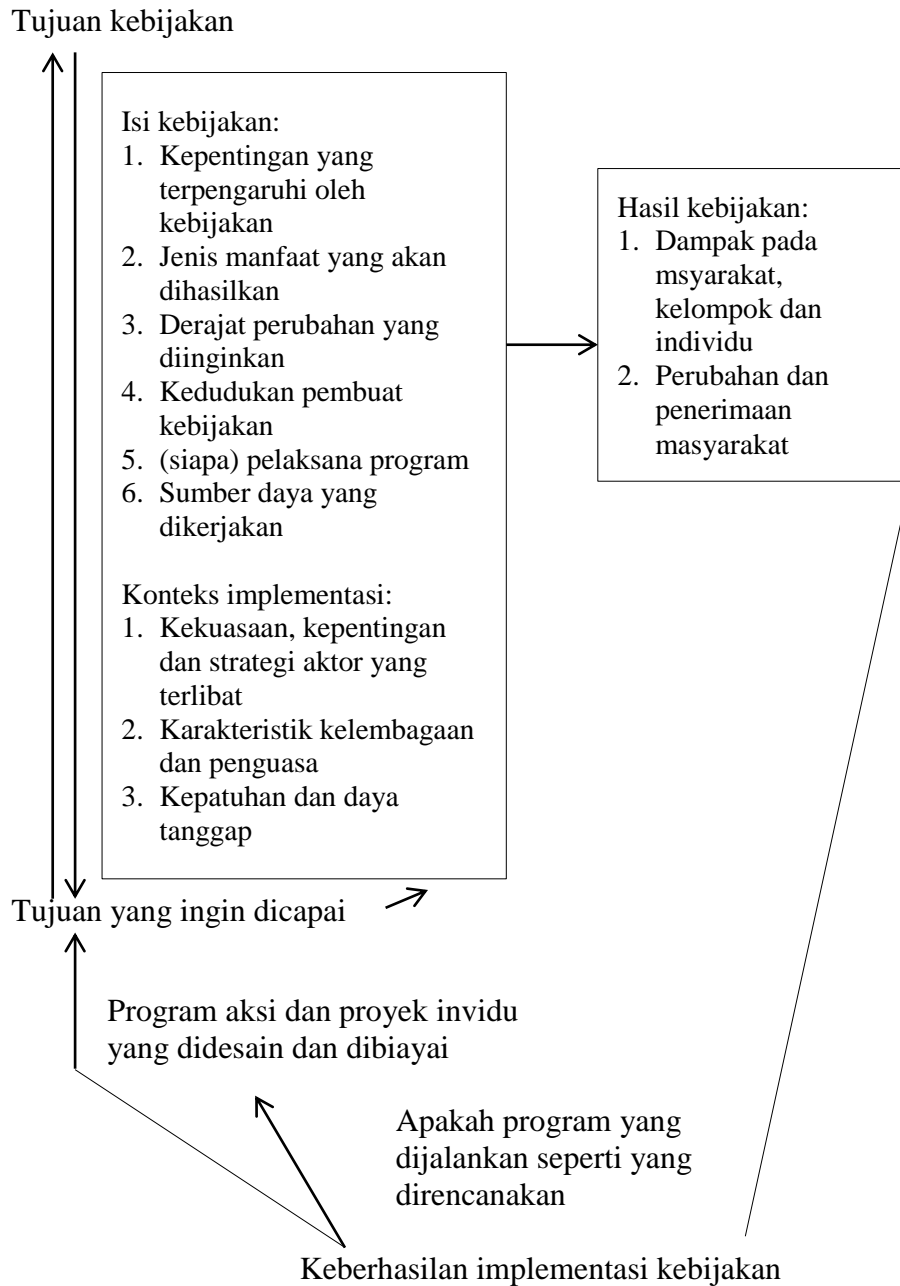 Tujuan kebijakan
Isi kebijakan:
1. Kepentingan yang
terpengaruhi oleh
kebijakan
2. Jenis manfaat yang akan
dihasilkan
3. Derajat perubahan yang
diinginkan
4. Kedudukan pembuat
kebijakan
5. (siapa) pelaksana program
6. Sumber daya yang
dikerjakan
Konteks implementasi:
1. Kekuasaan, kepentingan
dan strategi aktor yang
terlibat
2. Karakteristik kelembagaan
dan penguasa
3. Kepatuhan dan daya
tanggap
Hasil kebijakan:
1. Dampak pada
msyarakat,
kelompok dan
individu
2. Perubahan dan
penerimaan
masyarakat
Tujuan yang ingin dicapai
Program aksi dan proyek invidu
yang didesain dan dibiayai
Apakah program yang
dijalankan seperti yang
direncanakan
Keberhasilan implementasi kebijakan